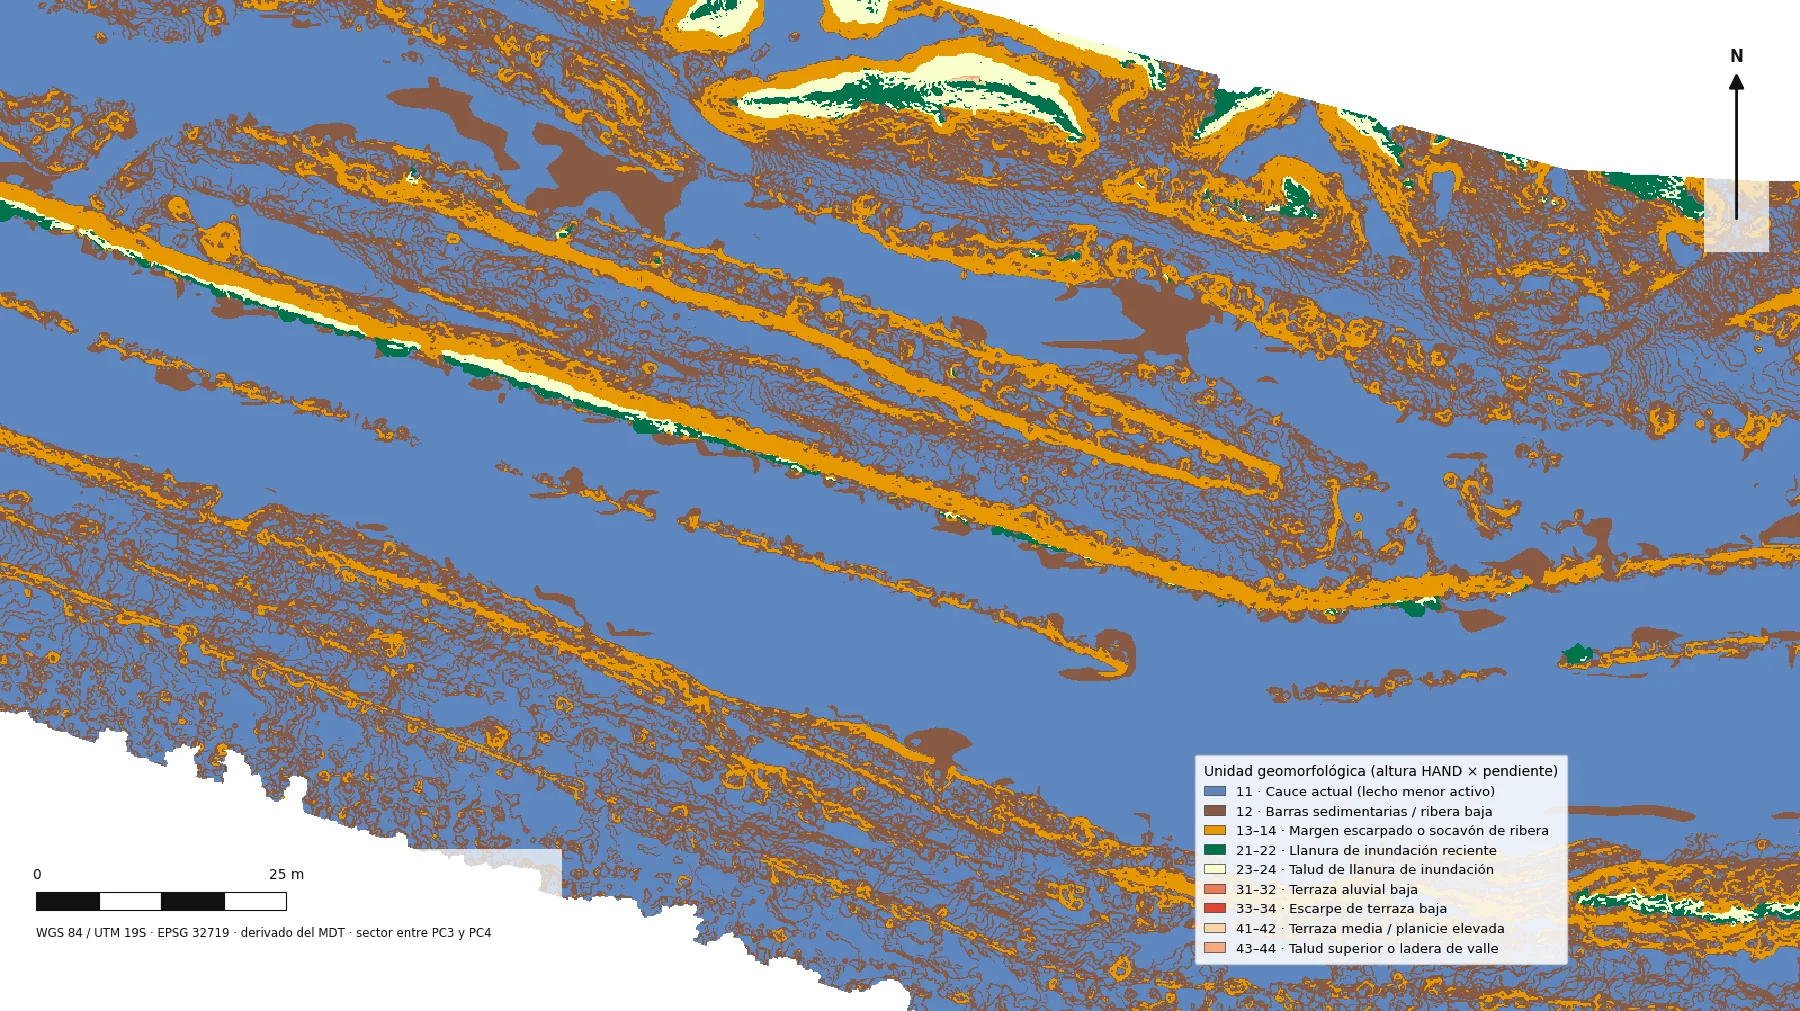 N
Unidad geomorfológica (altura HAND × pendiente)
11 · Cauce actual (lecho menor activo)
12 · Barras sedimentarias / ribera baja
13–14 · Margen escarpado o socavón de ribera
21–22 · Llanura de inundación reciente
23–24 · Talud de llanura de inundación
31–32 · Terraza aluvial baja
33–34 · Escarpe de terraza baja
41–42 · Terraza media / planicie elevada
43–44 · Talud superior o ladera de valle
0 25 m
WGS 84 / UTM 19S · EPSG 32719 · derivado del MDT · sector entre PC3 y PC4